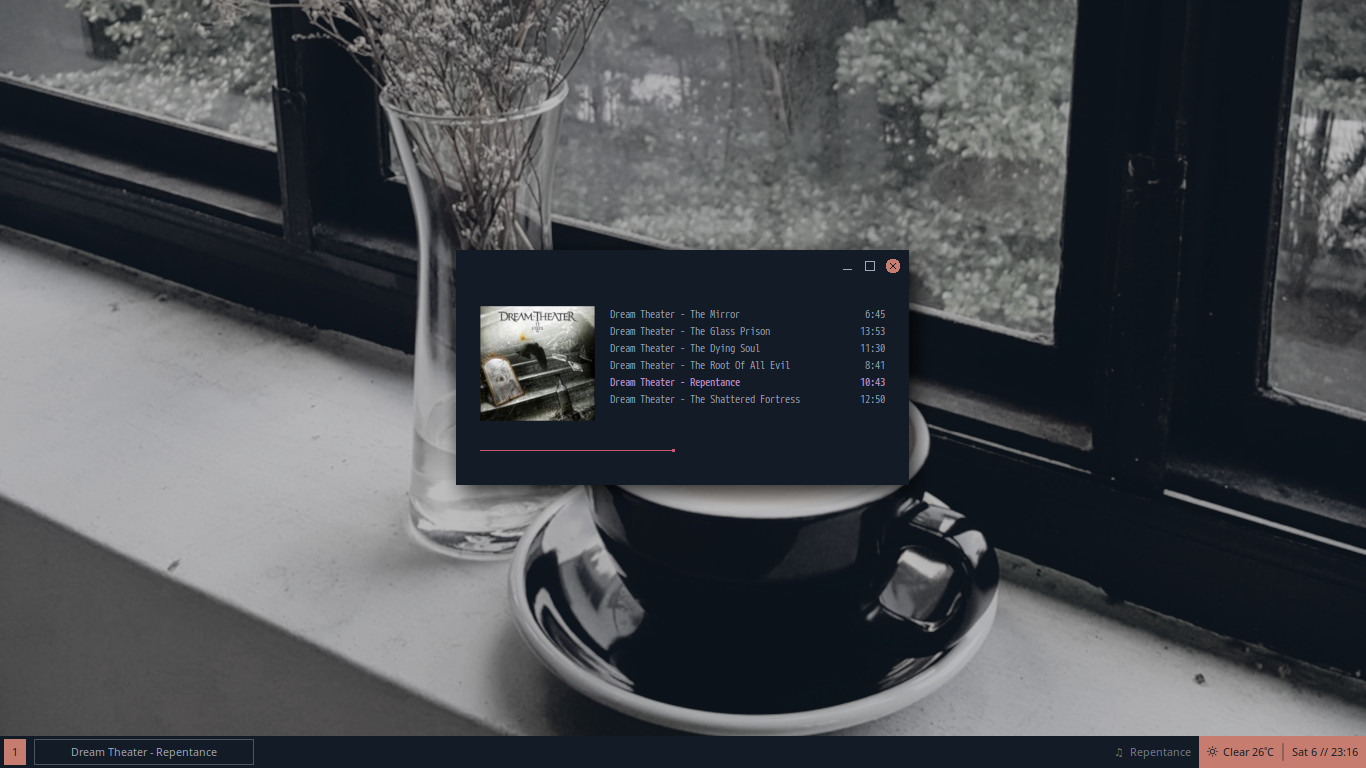 DREAM THEATER
Dream Theater - The Mirror 6:45
Dream Theater - The Glass Prison 13:53
Dream Theater - The Dying Soul 11:30
Dream Theater - The Root Of All Evil 8:41
Dream Theater - Repentance 10:43
Dream Theater - The Shattered Fortress 12:50
1 Dream Theater - Repentance ♫ Repentance Clear 26°C | Sat 6 // 23:16